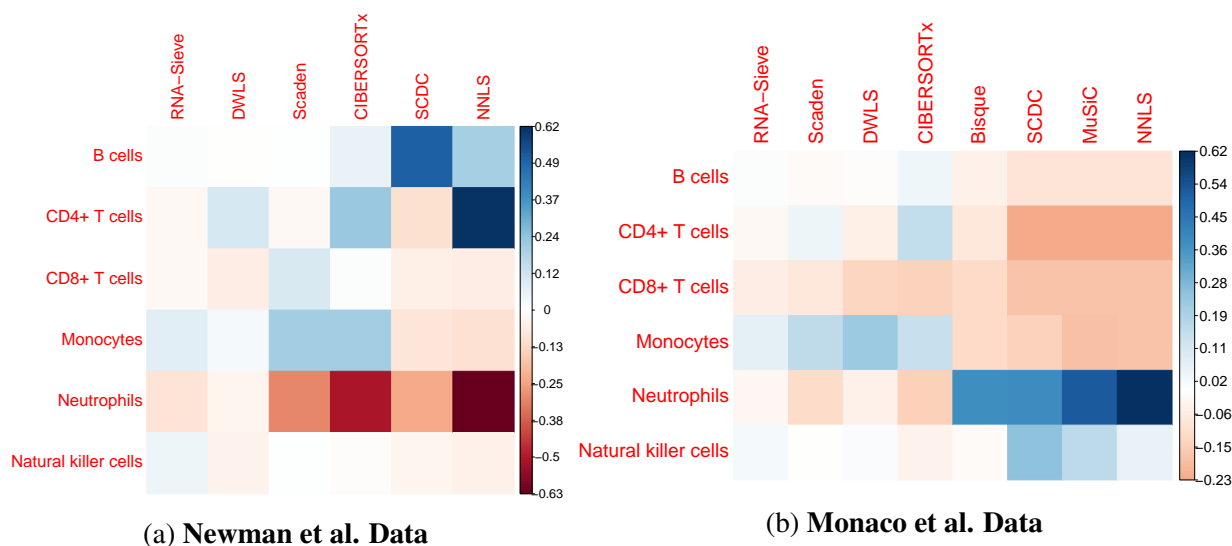 RNA−Sieve
DWLS
Scaden
CIBERSORTx
SCDC
NNLS
B cells
CD4+ T cells
CD8+ T cells
Monocytes
Neutrophils
Natural killer cells
0.62
0.5
0.37
0.24
0.12
0
−0.13
−0.25
−0.38
−0.5
−0.63
(a) Newman et al. Data
RNA−Sieve
Scaden
DWLS
CIBERSORTx
Bisque
SCDC
MuSiC
NNLS
B cells
CD4+ T cells
CD8+ T cells
Monocytes
Neutrophils
Natural killer cells
0.62
0.54
0.45
0.37
0.28
0.19
0.11
0.02
−0.06
−0.15
−0.23
(b) Monaco et al. Data